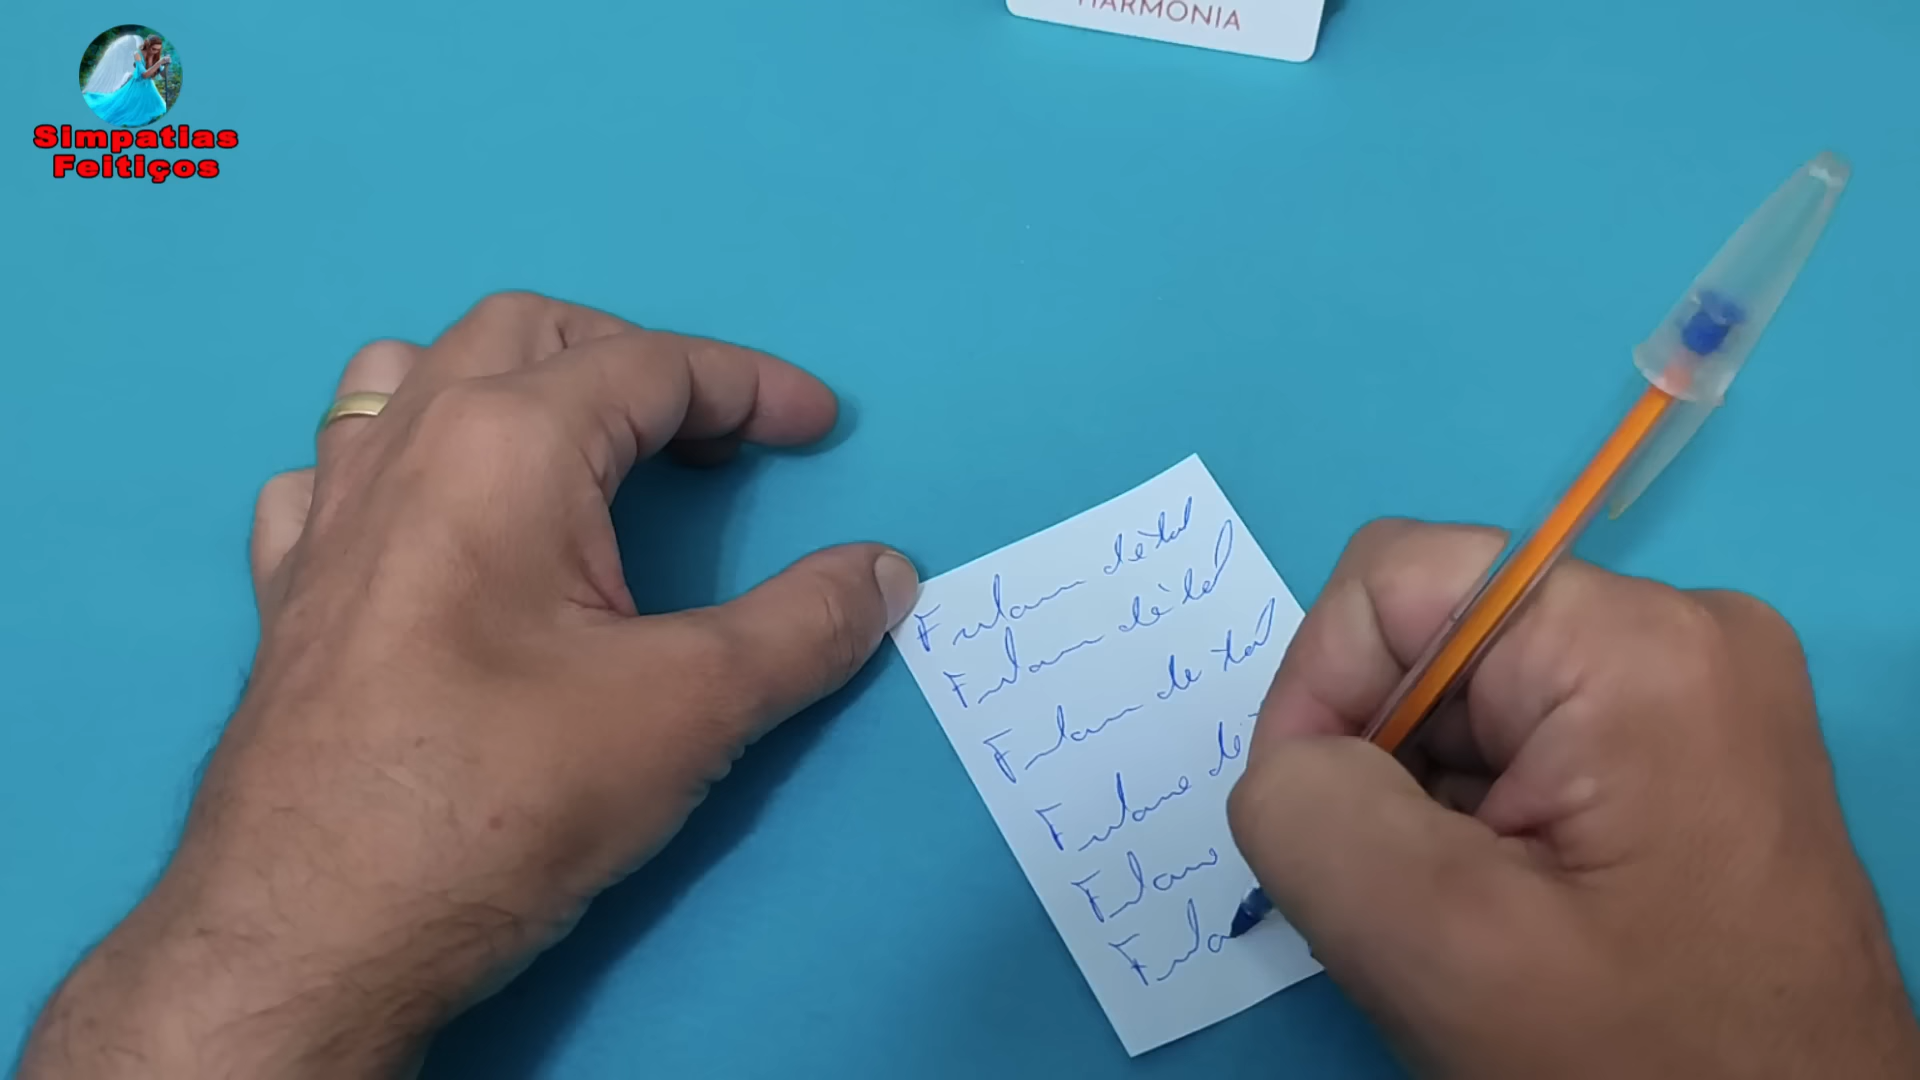 HARMONIA
Simpatias
Feitiços
Fulano de tal
Fulano de tal
Fulano de tal
Fulano de
Fulano
Fula